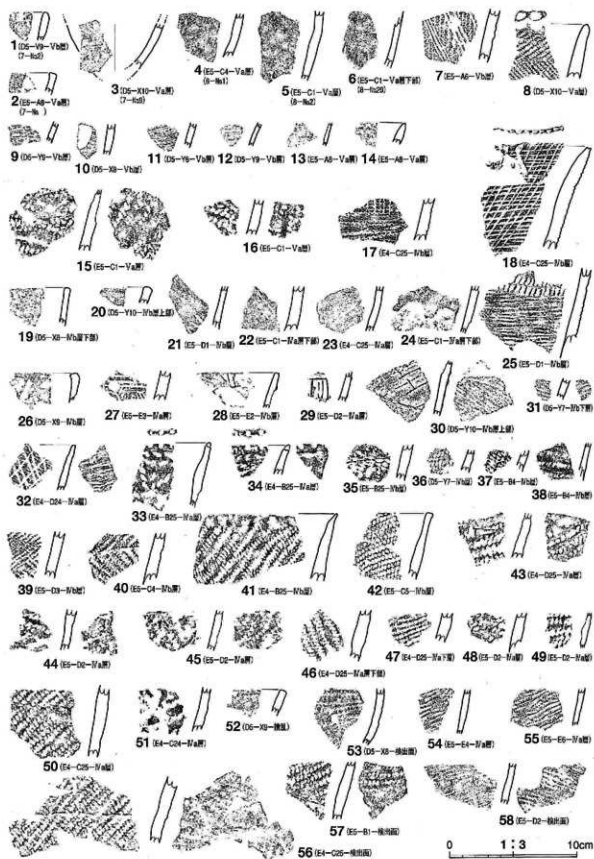 1 (D5-Y9-Vb層)
(7-№2)
2 (E5-A8-Va層)
3 (D5-X10-Va層)
4 (E5-C4-Va層)
5 (E5-C1-Va層)
(8-№2)
6 (E5-C1-Va層下部)
7 (E5-A6-Vb層)
8 (D5-X10-Va層)
9 (D5-Y9-Vb層)
10 (D5-X8-Vb層)
11 (D5-Y8-Vb層)
12 (D5-Y9-Vb層)
13 (E5-A8-Va層)
14 (E5-A8-Va層)
15 (E5-C1-Va層)
16 (E5-C1-Va層)
17 (E4-C25-Ⅳb層)
18 (E4-C25-Ⅳb層)
19 (D5-X8-Ⅳb層下部)
20 (D5-Y10-Ⅳb層上部)
21 (E5-D1-Ⅳb層)
22 (E5-C1-Ⅳa層下部)
23 (E4-C25-Ⅳa層)
24 (E5-C1-Ⅳa層下部)
25 (E5-D1-Ⅳb層)
26 (D5-X9-Ⅳb層)
27 (E5-E3-Ⅳa層)
28 (E5-E2-Ⅳb層)
29 (E5-D2-Ⅳa層)
30 (D5-Y10-Ⅳb層上部)
31 (D5-Y7-Ⅳb下層)
32 (E4-D24-Ⅳa層)
33 (E4-B25-Ⅳa層)
34 (E4-B25-Ⅳa層)
35 (E5-B25-Ⅳb層)
36 (D5-Y7-Ⅳb層)
37 (E5-B4-Ⅳb層)
38 (E5-B4-Ⅳb層)
39 (E5-D3-Ⅳb層)
40 (E5-C4-Ⅳb層)
41 (E4-B25-Ⅳb層)
42 (E5-C5-Ⅳb層)
43 (E4-D25-Ⅳa層)
44 (E5-D2-Ⅳa層)
45 (E5-D2-Ⅳa層)
46 (E4-D25-Ⅳa層下部)
47 (E4-D25-Ⅳa下層)
48 (E5-D2-Ⅳa層)
49 (E5-D2-Ⅳa層)
50 (E4-C25-Ⅳa層)
51 (E4-C24-Ⅳa層)
52 (D5-X9-検乱)
53 (D5-X8-検出面)
54 (E5-E4-Ⅳa層)
55 (E5-E6-Ⅳa層)
56 (E4-C25-検出面)
57 (E5-B1-検出面)
58 (E5-D2-検出面)
0 1:3 10cm